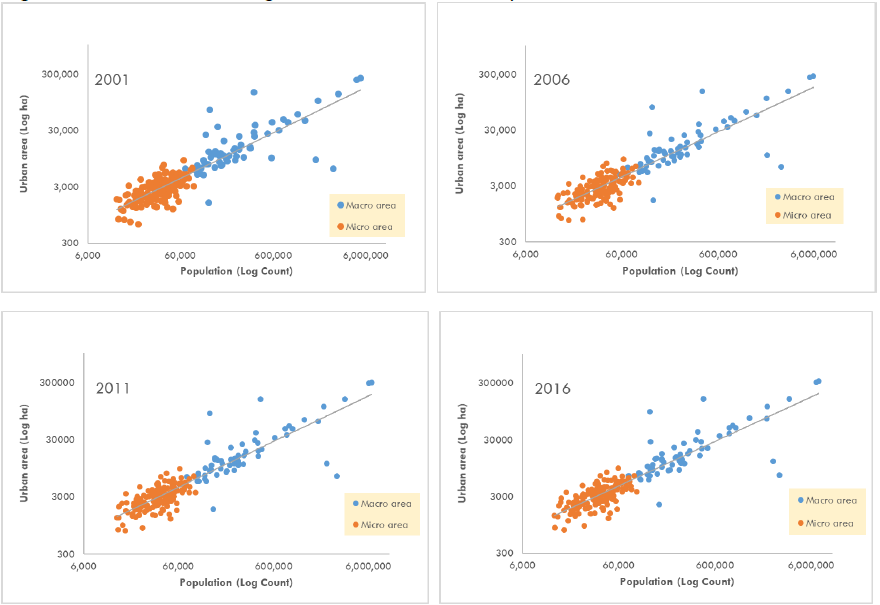 2001
300,000
30,000
3,000
300
Urban area (Log ha)
6,000 60,000 600,000 6,000,000
Population (Log Count)
Macro area
Micro area
2006
300,000
30,000
3,000
300
Urban area (Log ha)
6,000 60,000 600,000 6,000,000
Population (Log Count)
Macro area
Micro area
2011
300000
30000
3000
300
Urban area (Log ha)
6,000 60,000 600,000 6,000,000
Population (Log Count)
Macro area
Micro area
2016
300000
30000
3000
300
Urban area (Log ha)
6,000 60,000 600,000 6,000,000
Population (Log Count)
Macro area
Micro area